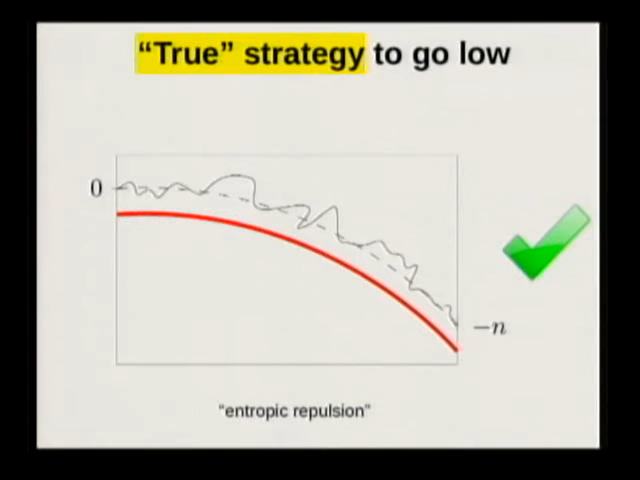 “True” strategy to go low
0
−n
“entropic repulsion”